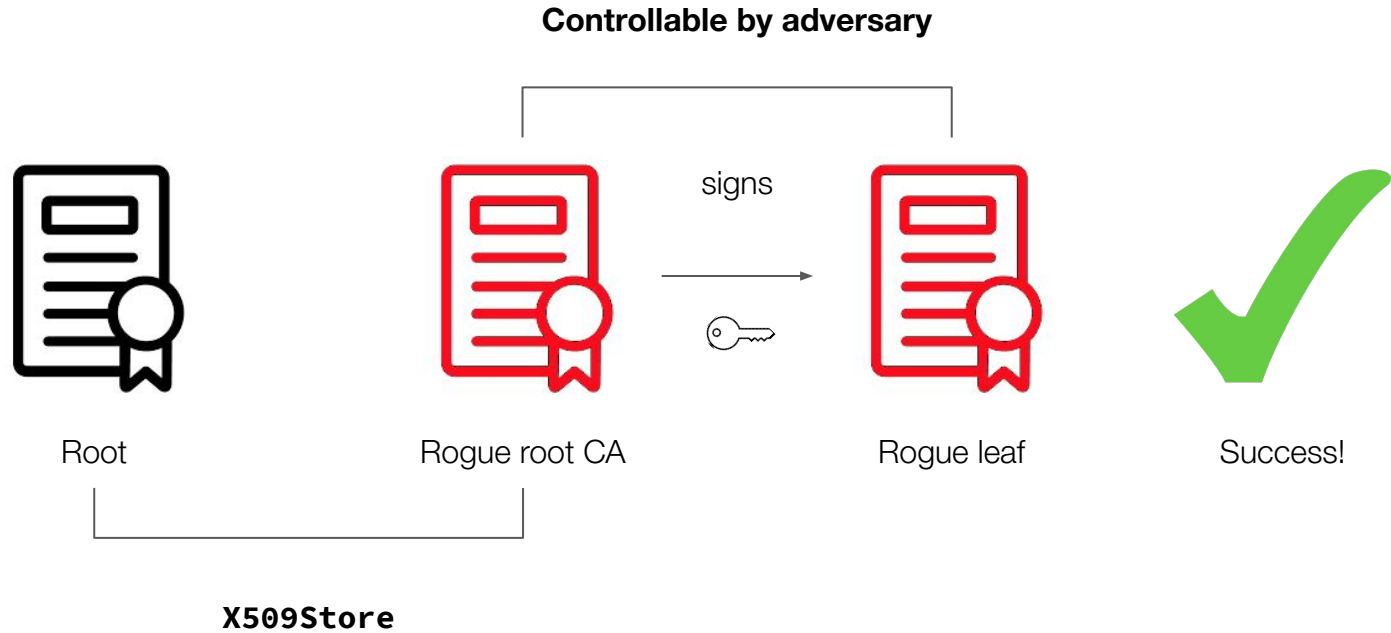 Controllable by adversary
signs
Root
Rogue root CA
Rogue leaf
Success!
X509Store